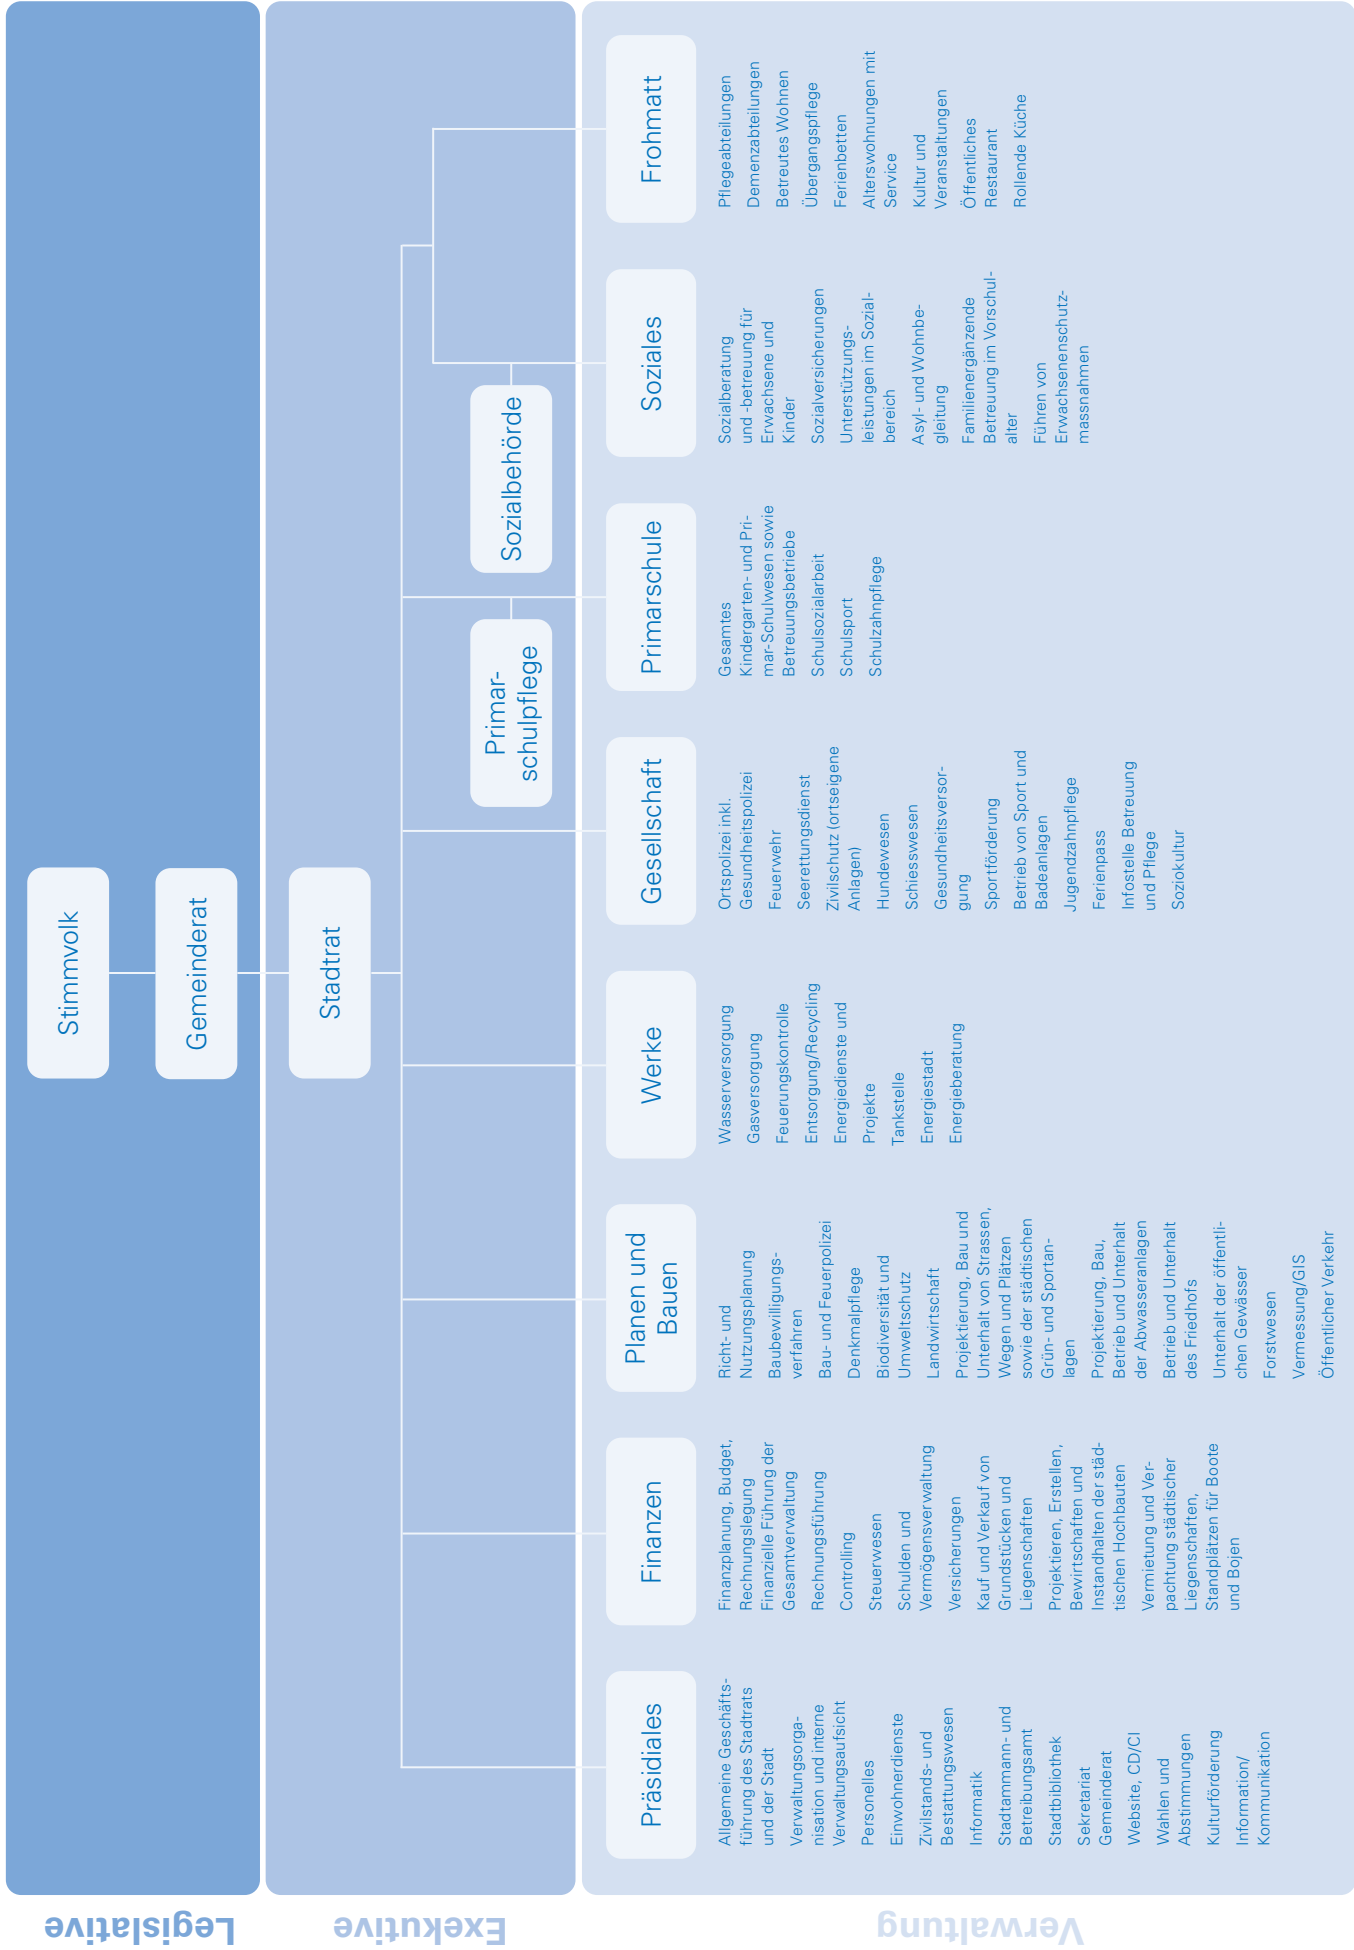 Legislative
Stimmvolk
Gemeinderat
Exekutive
Stadtrat
Primar-
schulpflege
Sozialbehörde
Verwaltung
Präsidiales
Allgemeine Geschäfts-
führung des Stadtrats
und der Stadt
Verwaltungsorga-
nisation und interne
Verwaltungsaufsicht
Personelles
Einwohnerdienste
Zivilstands- und
Bestattungswesen
Informatik
Stadtammann- und
Betreibungsamt
Stadtbibliothek
Sekretariat
Gemeinderat
Website, CD/CI
Wahlen und
Abstimmungen
Kulturförderung
Information/
Kommunikation
Finanzen
Finanzplanung, Budget,
Rechnungslegung
Finanzielle Führung der
Gesamtverwaltung
Rechnungsführung
Controlling
Steuerwesen
Schulden und
Vermögensverwaltung
Versicherungen
Kauf und Verkauf von
Grundstücken und
Liegenschaften
Projektieren, Erstellen,
Bewirtschaften und
Instandhalten der städ-
tischen Hochbauten
Vermietung und Ver-
pachtung städtischer
Liegenschaften,
Standplätzen für Boote
und Bojen
Planen und
Bauen
Richt- und
Nutzungsplanung
Baubewilligungs-
verfahren
Bau- und Feuerpolizei
Denkmalpflege
Biodiversität und
Umweltschutz
Landwirtschaft
Projektierung, Bau und
Unterhalt von Strassen,
Wegen und Plätzen
sowie der städtischen
Grün- und Sportan-
lagen
Projektierung, Bau,
Betrieb und Unterhalt
der Abwasseranlagen
Betrieb und Unterhalt
des Friedhofs
Unterhalt der öffentli-
chen Gewässer
Forstwesen
Vermessung/GIS
Öffentlicher Verkehr
Werke
Wasserversorgung
Gasversorgung
Feuerungskontrolle
Entsorgung/Recycling
Energiedienste und
Projekte
Tankstelle
Energiestadt
Energieberatung
Gesellschaft
Ortspolizei inkl.
Gesundheitspolizei
Feuerwehr
Seerettungsdienst
Zivilschutz (ortseigene
Anlagen)
Hundewesen
Schiesswesen
Gesundheitsversor-
gung
Sportförderung
Betrieb von Sport und
Badeanlagen
Jugendzahnpflege
Ferienpass
Infostelle Betreuung
und Pflege
Soziokultur
Primarschule
Gesamtes
Kindergarten- und Pri-
mar-Schulwesen sowie
Betreuungsbetriebe
Schulsozialarbeit
Schulsport
Schulzahnpflege
Soziales
Sozialberatung
und -betreuung für
Erwachsene und
Kinder
Sozialversicherungen
Unterstützungs-
leistungen im Sozial-
bereich
Asyl- und Wohnbe-
gleitung
Familienergänzende
Betreuung im Vorschul-
alter
Führen von
Erwachsenenschutz-
massnahmen
Frohmatt
Pflegeabteilungen
Demenzabteilungen
Betreutes Wohnen
Übergangspflege
Ferienbetten
Alterswohnungen mit
Service
Kultur und
Veranstaltungen
Öffentliches
Restaurant
Rollende Küche